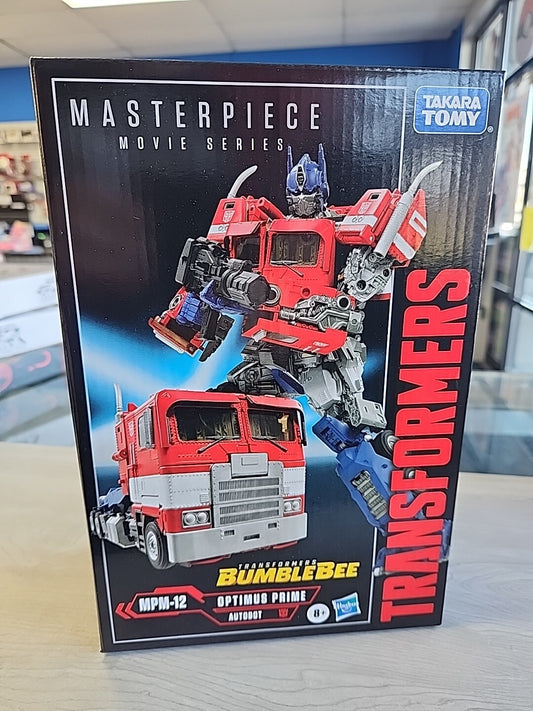 MASTERPIECE
MOVIE SERIES
TAKARA
TOMY
TRANSFORMERS
TRANSFORMERS
BUMBLEBEE
MPM-12
OPTIMUS PRIME
AUTOBOT
8+
Hasbro